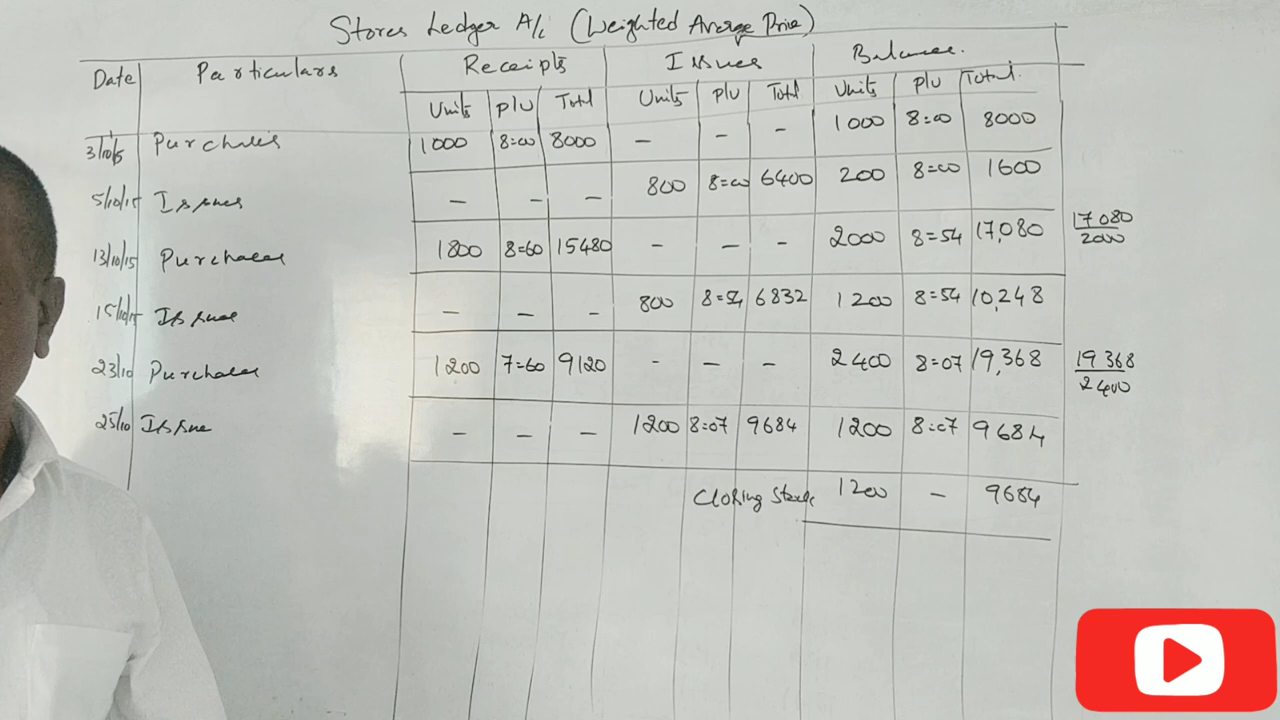 Stores Ledger A/c (Weighted Average Price)
Date Particulars Receipts Issues Balance.
Units P/U Total Units P/U Total Units P/U Total.
3/10/15 Purchases 1000 8=00 8000 — — — 1000 8=00 8000
5/10/15 Issues — — — 800 8=00 6400 200 8=00 1600
13/10/15 Purchases 1800 8=60 15480 — — — 2000 8=54 17,080 17080/2000
15/10/15 Issue — — — 800 8=54 6832 1200 8=54 10,248
23/10 Purchases 1200 7=60 9120 — — — 2400 8=07 19,368 19368/2400
25/10 Issue — — — 1200 8=07 9684 1200 8=07 9684
Closing Stock 1200 — 9684